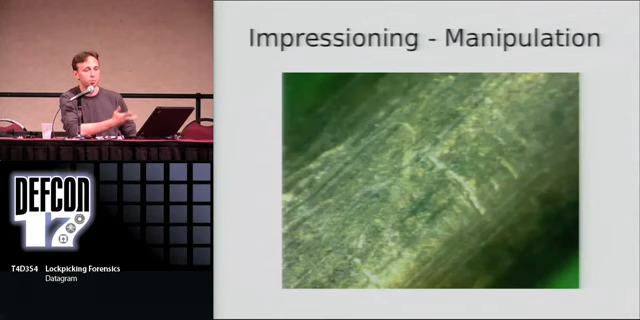 Impressioning - Manipulation
DEFCON
17
T4D3S4 Lockpicking Forensics
Datagram